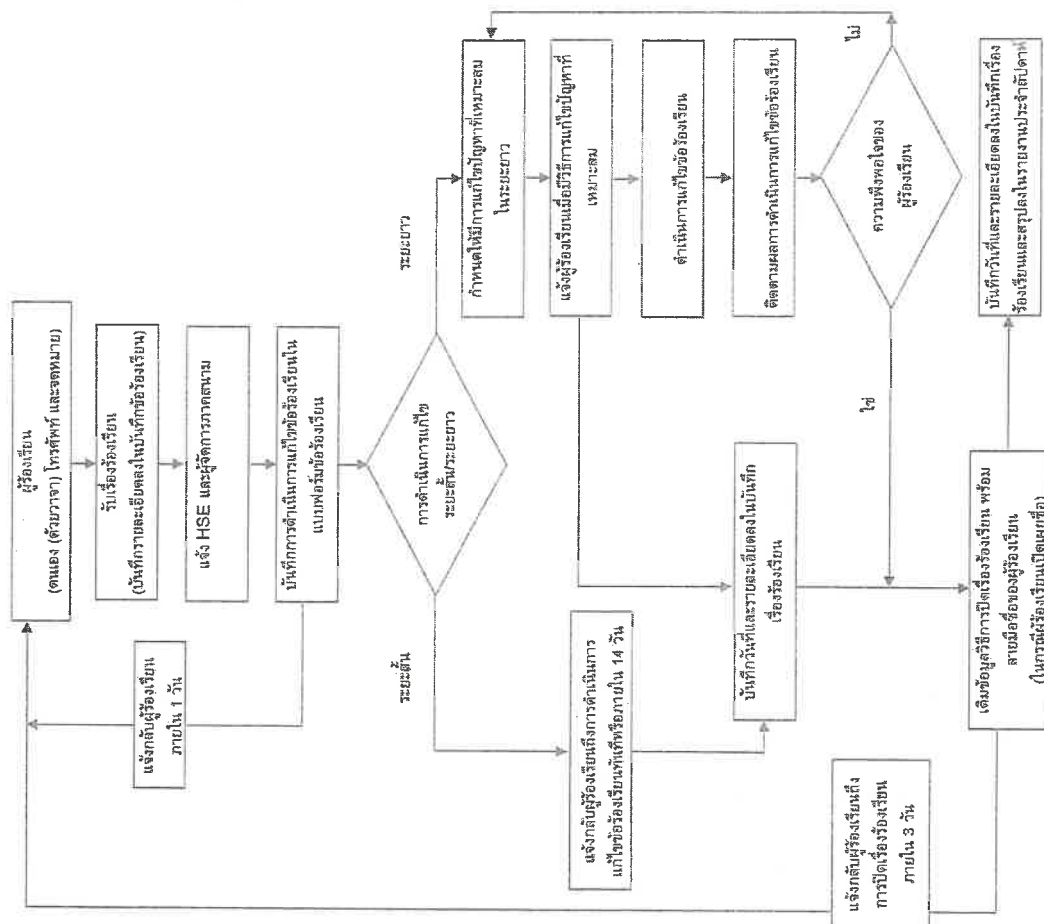 ผู้ร้องเรียน
(ตนเอง (ด้วยวาจา) โทรศัพท์ และจดหมาย)
รับเรื่องร้องเรียน
(บันทึกรายละเอียดลงในบันทึกข้อร้องเรียน)
แจ้ง HSE และผู้จัดการภาคสนาม
บันทึกการดำเนินการแก้ไขข้อร้องเรียนใน
แบบฟอร์มข้อร้องเรียน
แจ้งกลับผู้ร้องเรียน
ภายใน 1 วัน
การดำเนินการแก้ไข
ระยะสั้น/ระยะยาว
ระยะสั้น
ระยะยาว
แจ้งกลับผู้ร้องเรียนถึงการดำเนินการ
แก้ไขข้อร้องเรียนทันทีหรือภายใน 14 วัน
กำหนดให้มีการแก้ไขปัญหาที่เหมาะสม
ในระยะยาว
แจ้งผู้ร้องเรียนเมื่อมีวิธีการแก้ไขปัญหาที่
เหมาะสม
ดำเนินการแก้ไขข้อร้องเรียน
ติดตามผลการดำเนินการแก้ไขข้อร้องเรียน
ความพึงพอใจของ
ผู้ร้องเรียน
ไม่
ใช่
บันทึกวันที่และรายละเอียดลงในบันทึก
เรื่องร้องเรียน
เติมข้อมูลวิธีการปิดเรื่องร้องเรียน พร้อม
ลายมือชื่อของผู้ร้องเรียน
(ในกรณีผู้ร้องเรียนเปิดเผยชื่อ)
แจ้งกลับผู้ร้องเรียนถึง
การปิดเรื่องร้องเรียน
ภายใน 3 วัน
บันทึกวันที่และรายละเอียดลงในบันทึกเรื่อง
ร้องเรียนและสรุปลงในรายงานประจำสัปดาห์